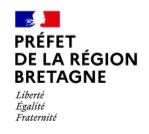 PRÉFET
DE LA RÉGION
BRETAGNE
Liberté
Égalité
Fraternité